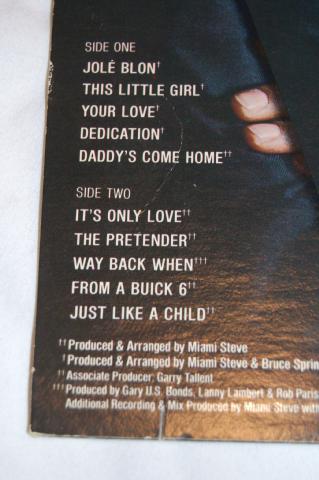 SIDE ONE
JOLÉ BLON†
THIS LITTLE GIRL†
YOUR LOVE†
DEDICATION†
DADDY'S COME HOME††
SIDE TWO
IT'S ONLY LOVE††
THE PRETENDER††
WAY BACK WHEN†††
FROM A BUICK 6††
JUST LIKE A CHILD††
††Produced & Arranged by Miami Steve
†Produced & Arranged by Miami Steve & Bruce Sprin
††Associate Producer: Garry Tallent
†††Produced by Gary U.S. Bonds, Lanny Lambert & Rob Paris
Additional Recording & Mix Produced by Miami Steve with